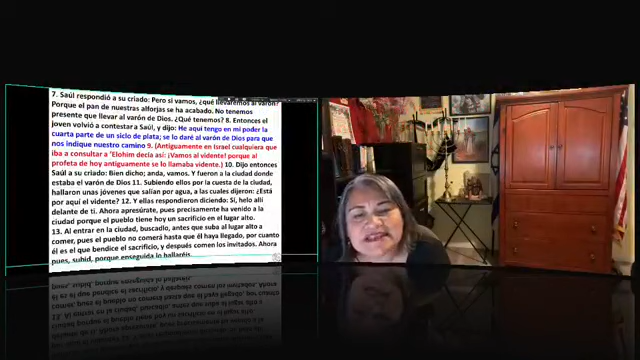 7. Saúl respondió a su criado: Pero si vamos, ¿qué llevaremos al varón?
Porque el pan de nuestras alforjas se ha acabado. No tenemos
presente que llevar al varón de Dios. ¿Qué tenemos? 8. Entonces el
joven volvió a contestar a Saúl, y dijo: He aquí tengo en mi poder la
cuarta parte de un siclo de plata; se lo daré al varón de Dios para que
nos indique nuestro camino 9. (Antiguamente en Israel cualquiera que
iba a consultar a 'Elohim decía así: ¡Vamos al vidente! porque al
profeta de hoy antiguamente se lo llamaba vidente.) 10. Dijo entonces
Saúl a su criado: Bien dicho; anda, vamos. Y fueron a la ciudad donde
estaba el varón de Dios 11. Subiendo ellos por la cuesta de la ciudad,
hallaron unas jóvenes que salían por agua, a las cuales dijeron: ¿Está
por aquí el vidente? 12. Y ellas respondieron diciendo: Sí, helo allí
delante de ti. Ahora apresúrate, pues precisamente ha venido a la
ciudad porque el pueblo tiene hoy un sacrificio en el lugar alto.
13. Al entrar en la ciudad, buscadlo, antes que suba al lugar alto a
comer, pues el pueblo no comerá hasta que él haya llegado, por cuanto
él es el que bendice el sacrificio, y después comen los invitados. Ahora
pues, subid, porque enseguida lo hallaréis.